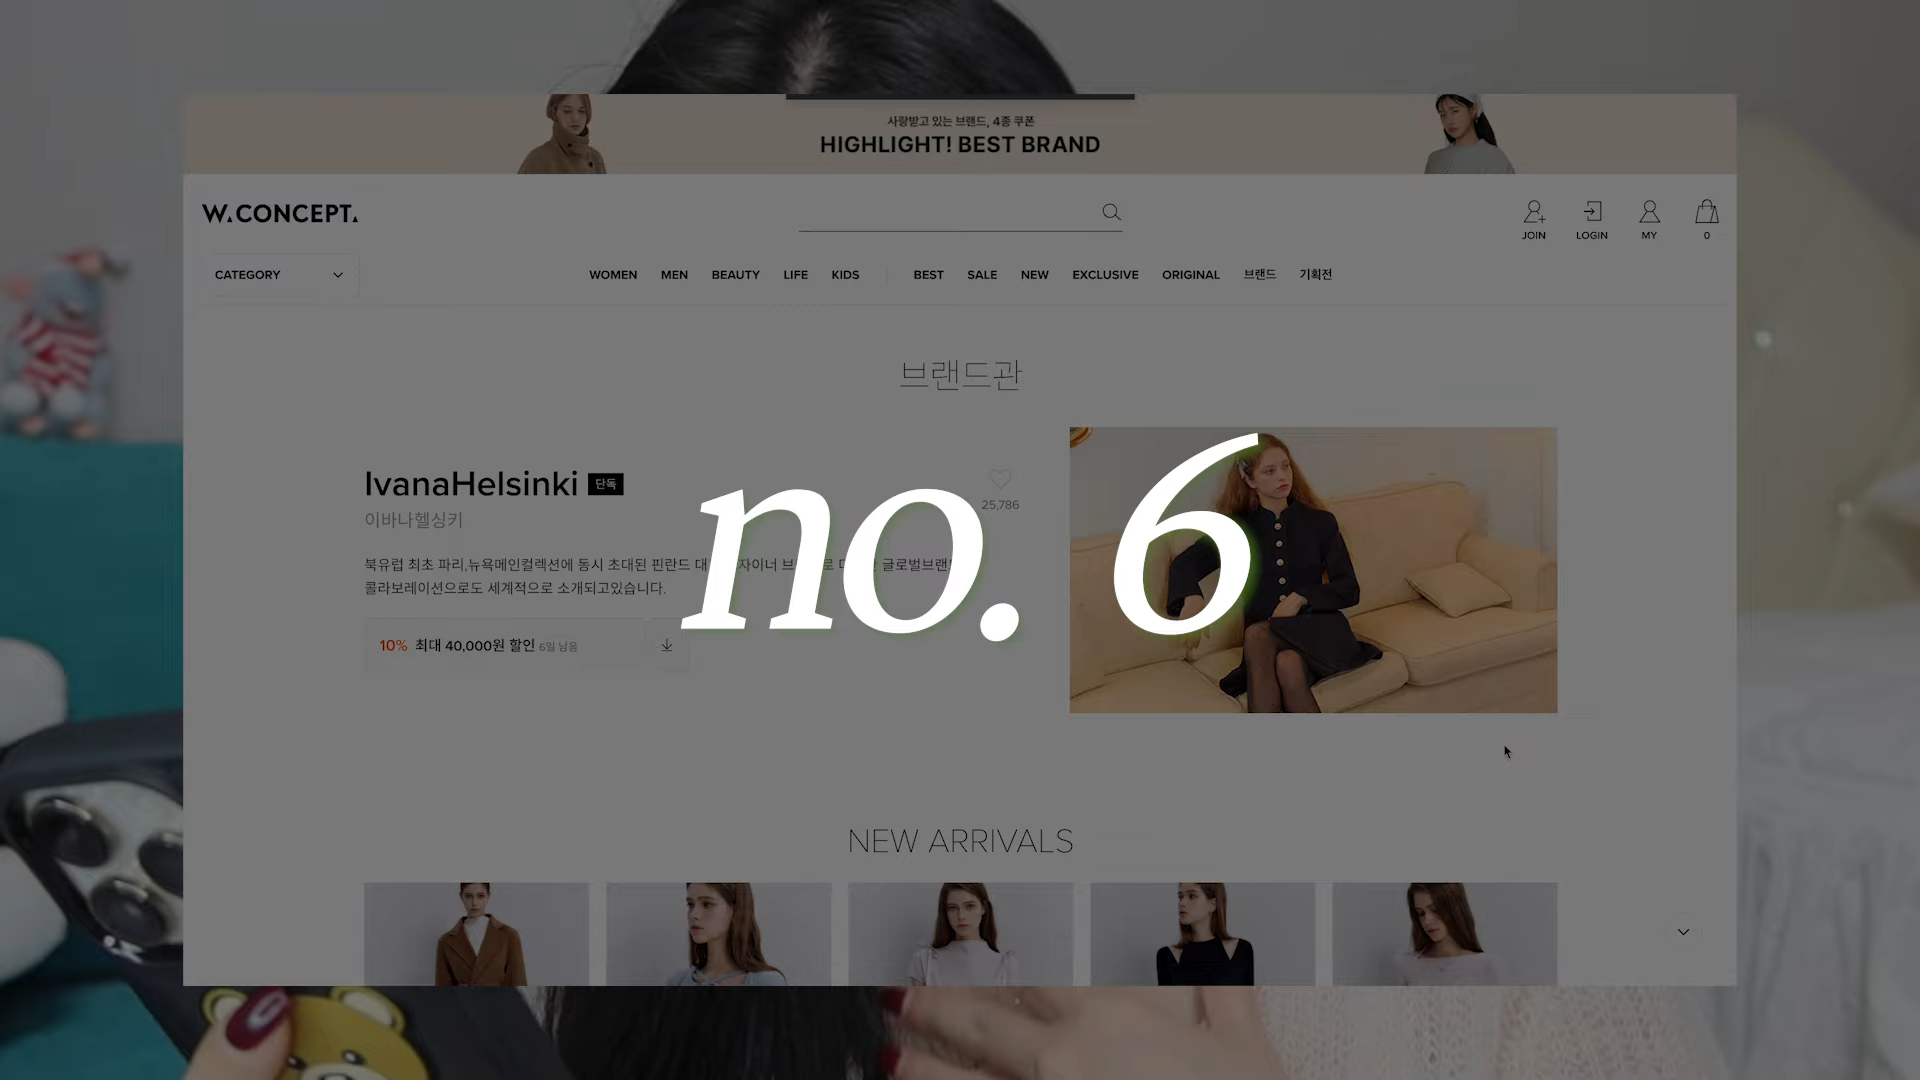 사랑받고 있는 브랜드, 4종 쿠폰
HIGHLIGHT! BEST BRAND
W.CONCEPT.
JOIN
LOGIN
MY
0
CATEGORY
WOMEN MEN BEAUTY LIFE KIDS BEST SALE NEW EXCLUSIVE ORIGINAL 브랜드 기획전
브랜드관
IvanaHelsinki 단독
이바나헬싱키
25,786
no. 6
북유럽 최초 파리,뉴욕메인컬렉션에 동시 초대된 핀란드
콜라보레이션으로도 세계적으로 소개되고있습니다.
10% 최대 40,000원 할인 6일 남음
NEW ARRIVALS